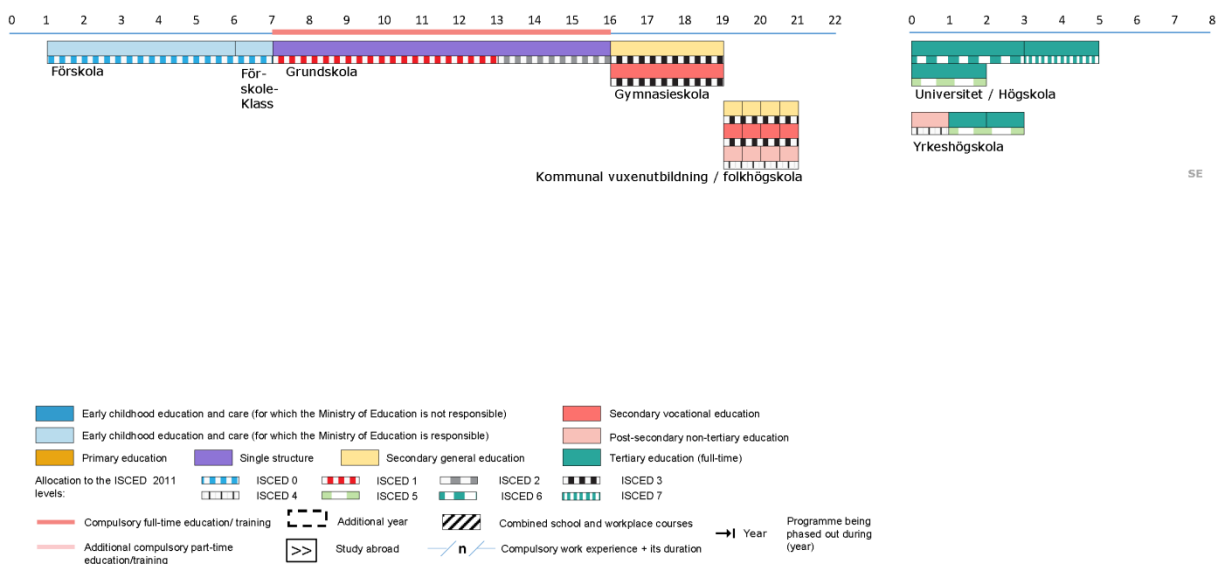 0 1 2 3 4 5 6 7 8 9 10 11 12 13 14 15 16 17 18 19 20 21 22 0 1 2 3 4 5 6 7 8
Förskola
För-
skole-
Klass
Grundskola
Gymnasieskola
Kommunal vuxenutbildning / folkhögskola
Universitet / Högskola
Yrkeshögskola
SE
Early childhood education and care (for which the Ministry of Education is not responsible)
Secondary vocational education
Early childhood education and care (for which the Ministry of Education is responsible)
Post-secondary non-tertiary education
Primary education
Single structure
Secondary general education
Tertiary education (full-time)
Allocation to the ISCED 2011
levels:
ISCED 0
ISCED 1
ISCED 2
ISCED 3
ISCED 4
ISCED 5
ISCED 6
ISCED 7
Compulsory full-time education/ training
Additional year
Combined school and workplace courses
Year
Programme being
phased out during
(year)
Additional compulsory part-time
education/training
>>
Study abroad
n
Compulsory work experience + its duration